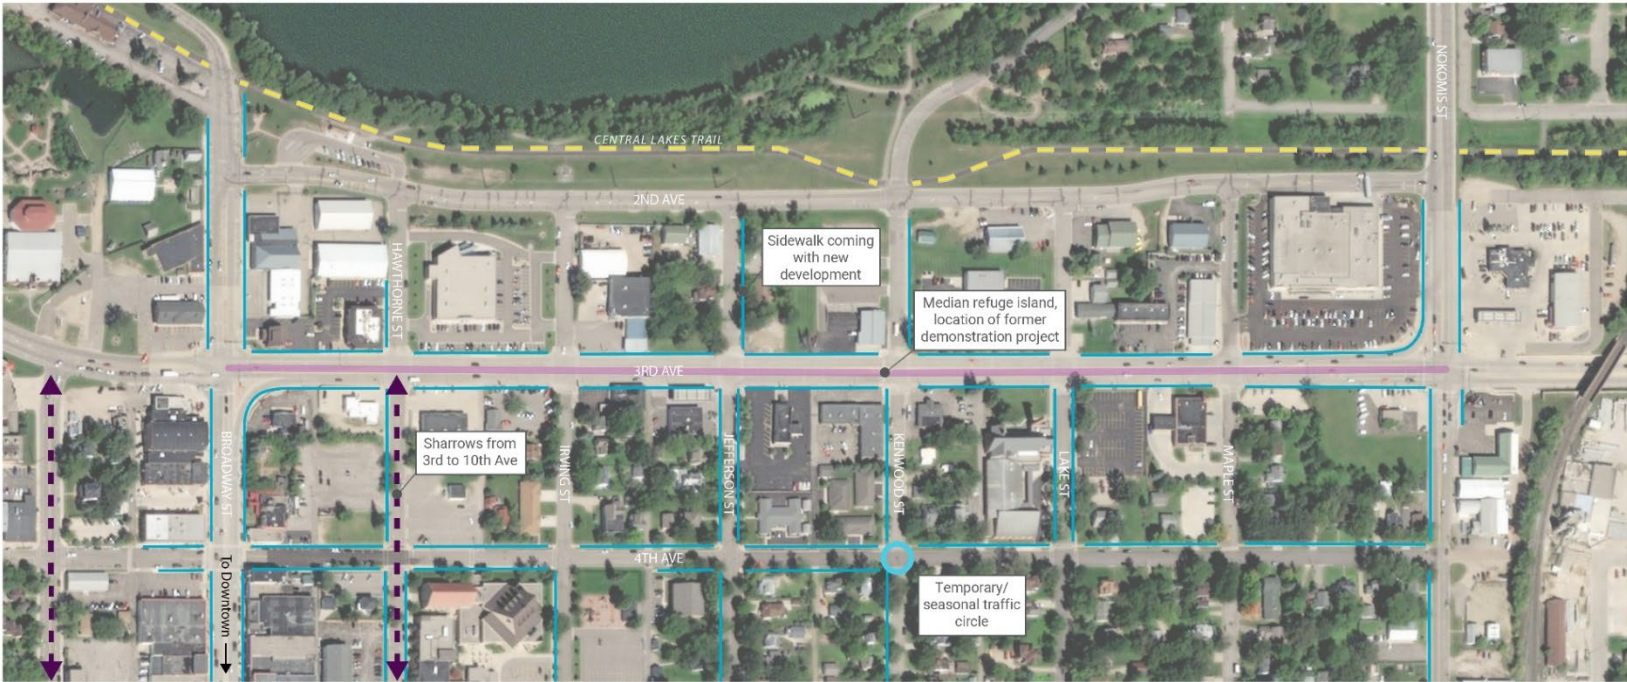 NOKOMIS ST
CENTRAL LAKES TRAIL
2ND AVE
Sidewalk coming
with new
development
HAWTHORNE ST
Median refuge island,
location of former
demonstration project
3RD AVE
Sharrows from
3rd to 10th Ave
BROADWAY ST
IRVING ST
JEFFERSON ST
KENWOOD ST
LAKE ST
MAPLE ST
4TH AVE
To Downtown
Temporary/
seasonal traffic
circle